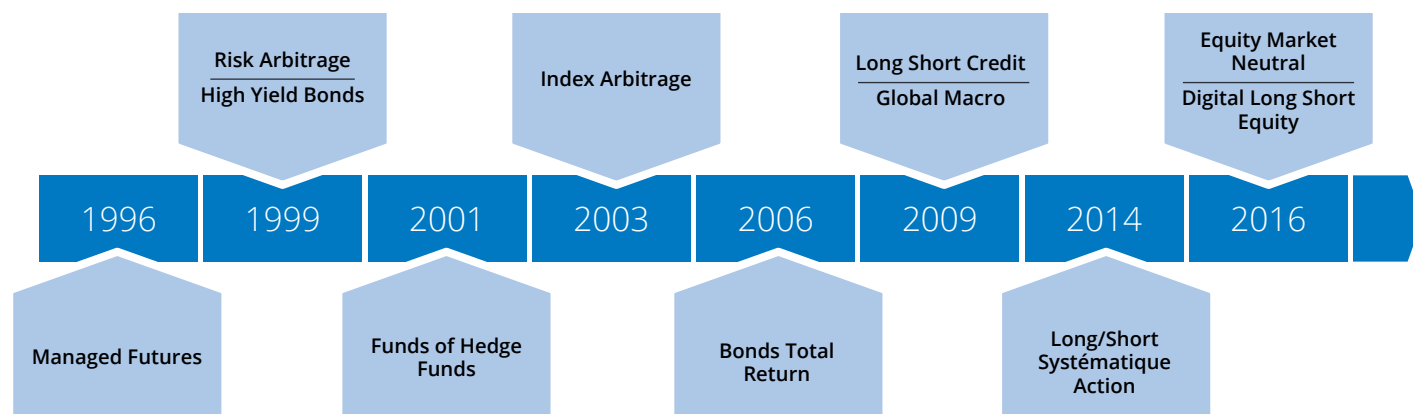 Risk Arbitrage
High Yield Bonds
Index Arbitrage
Long Short Credit
Global Macro
Equity Market
Neutral
Digital Long Short
Equity
1996
1999
2001
2003
2006
2009
2014
2016
Managed Futures
Funds of Hedge
Funds
Bonds Total
Return
Long/Short
Systématique
Action